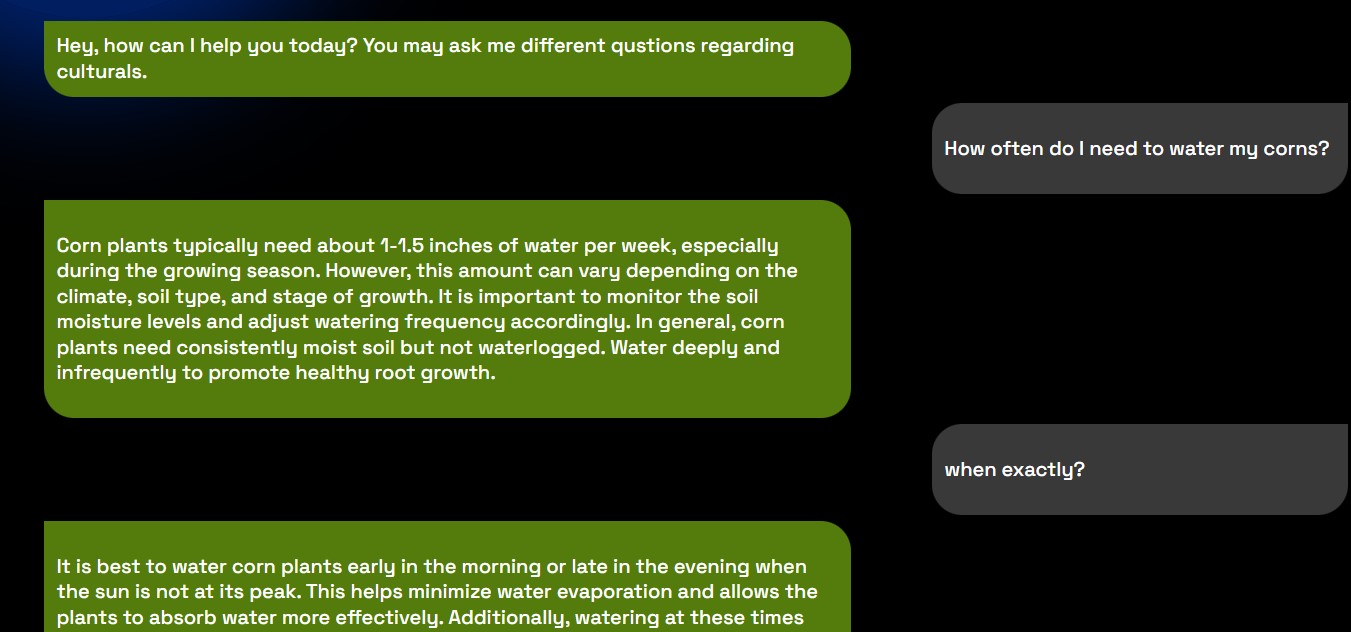 Hey, how can I help you today? You may ask me different qustions regarding
culturals.
How often do I need to water my corns?
Corn plants typically need about 1-1.5 inches of water per week, especially
during the growing season. However, this amount can vary depending on the
climate, soil type, and stage of growth. It is important to monitor the soil
moisture levels and adjust watering frequency accordingly. In general, corn
plants need consistently moist soil but not waterlogged. Water deeply and
infrequently to promote healthy root growth.
when exactly?
It is best to water corn plants early in the morning or late in the evening when
the sun is not at its peak. This helps minimize water evaporation and allows the
plants to absorb water more effectively. Additionally, watering at these times